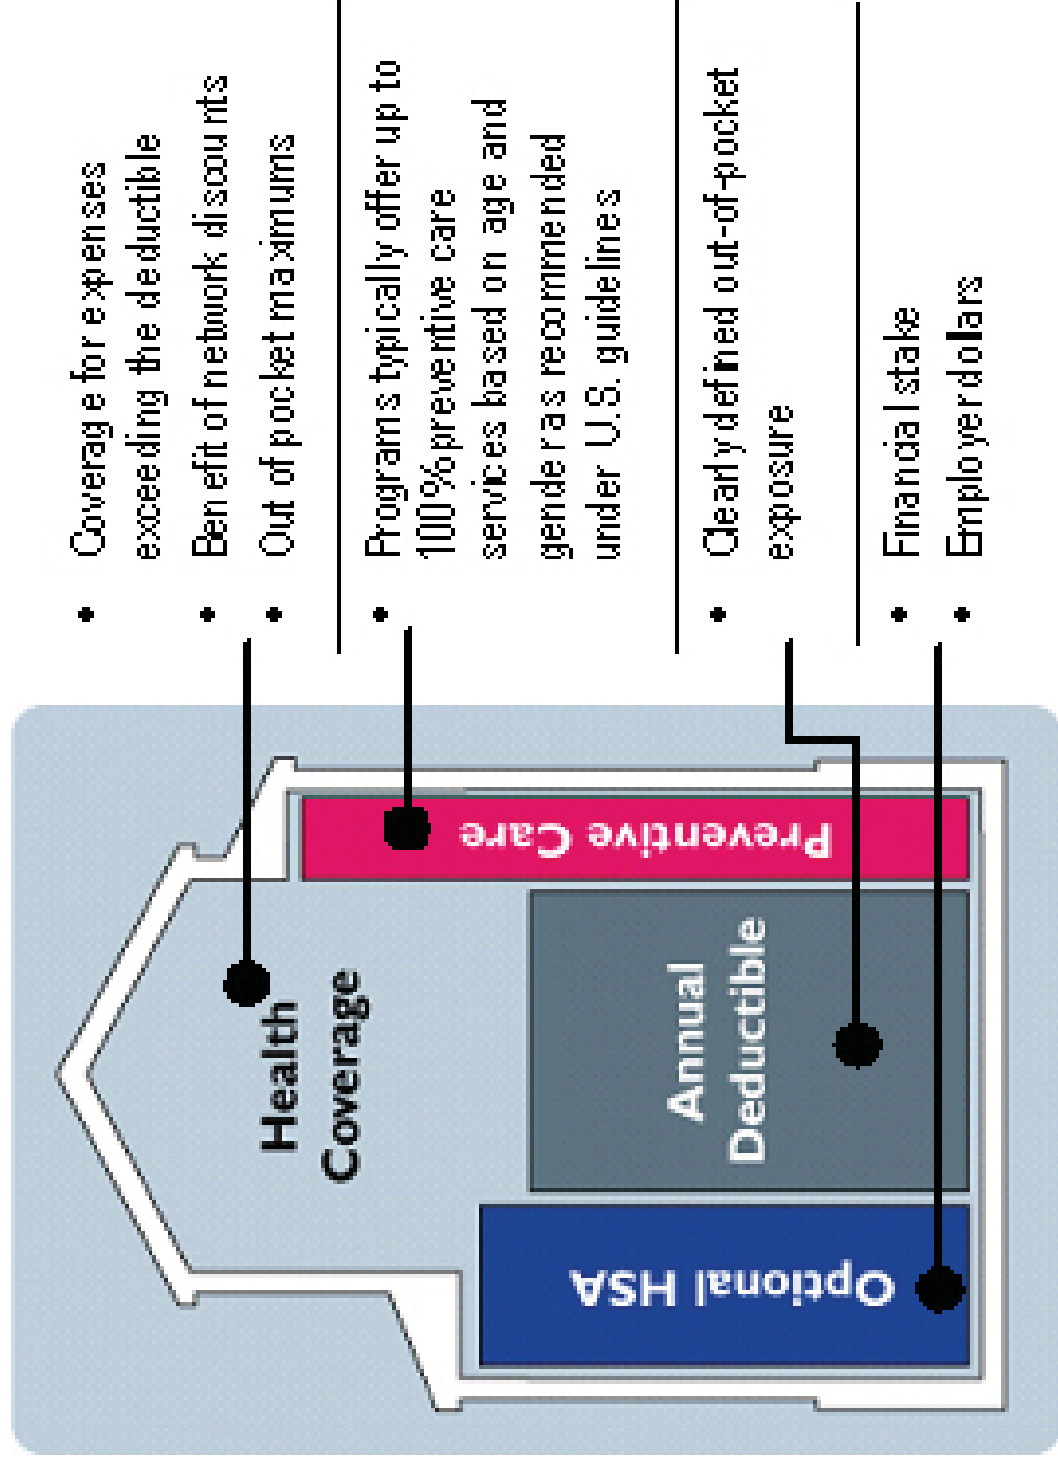 Health
Coverage
Optional HSA
Annual
Deductible
Preventive Care
• Coverage for expenses
exceeding the deductible
• Benefit of network discounts
• Out of pocket maximums
• Programs typically offer up to
100% preventive care
services based on age and
gender as recommended
under U.S. guidelines
• Clearly defined out-of-pocket
exposure
• Financial stake
• Employer dollars